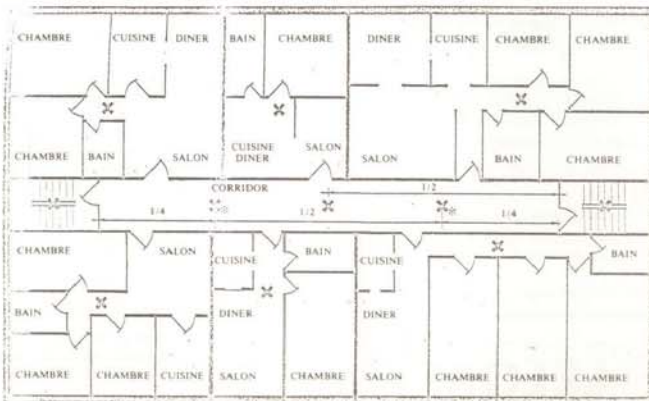 CHAMBRE CUISINE DINER BAIN CHAMBRE DINER CUISINE CHAMBRE CHAMBRE
CHAMBRE BAIN SALON CUISINE DINER SALON SALON BAIN CHAMBRE
CORRIDOR 1/2
1/4 1/2 1/4
CHAMBRE SALON CUISINE BAIN CUISINE BAIN
BAIN DINER DINER
CHAMBRE CHAMBRE CUISINE SALON CHAMBRE SALON CHAMBRE CHAMBRE CHAMBRE